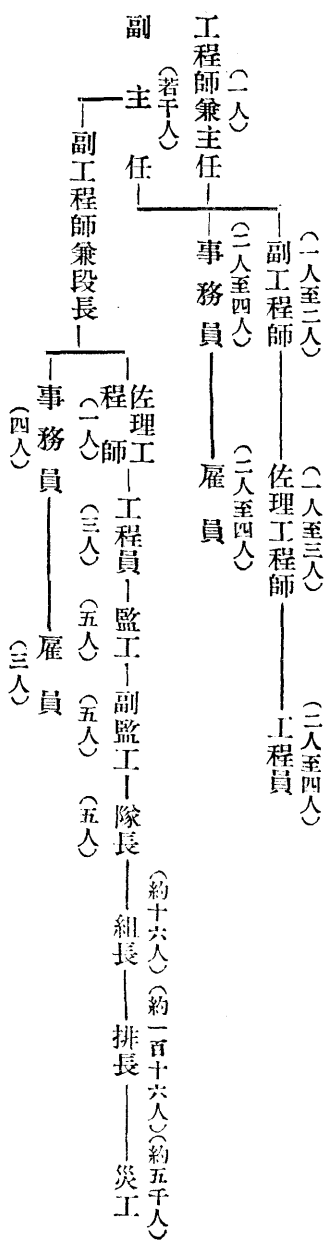 (一人至二人) (一人至三人) (二人至四人)
副工程師 佐理工程師 工程員
(一人)
工程師兼主任
(二人至四人) (二人至四人)
事務員 雇員
(若干人)
副主任
副工程師兼段長
(約十六人) (約一百十六人) (約五千人)
佐理工程師 工程員 監工 副監工 隊長 組長 排長 災工
(一人) (三人) (五人) (五人) (五人)
事務員 雇員
(四人) (三人)